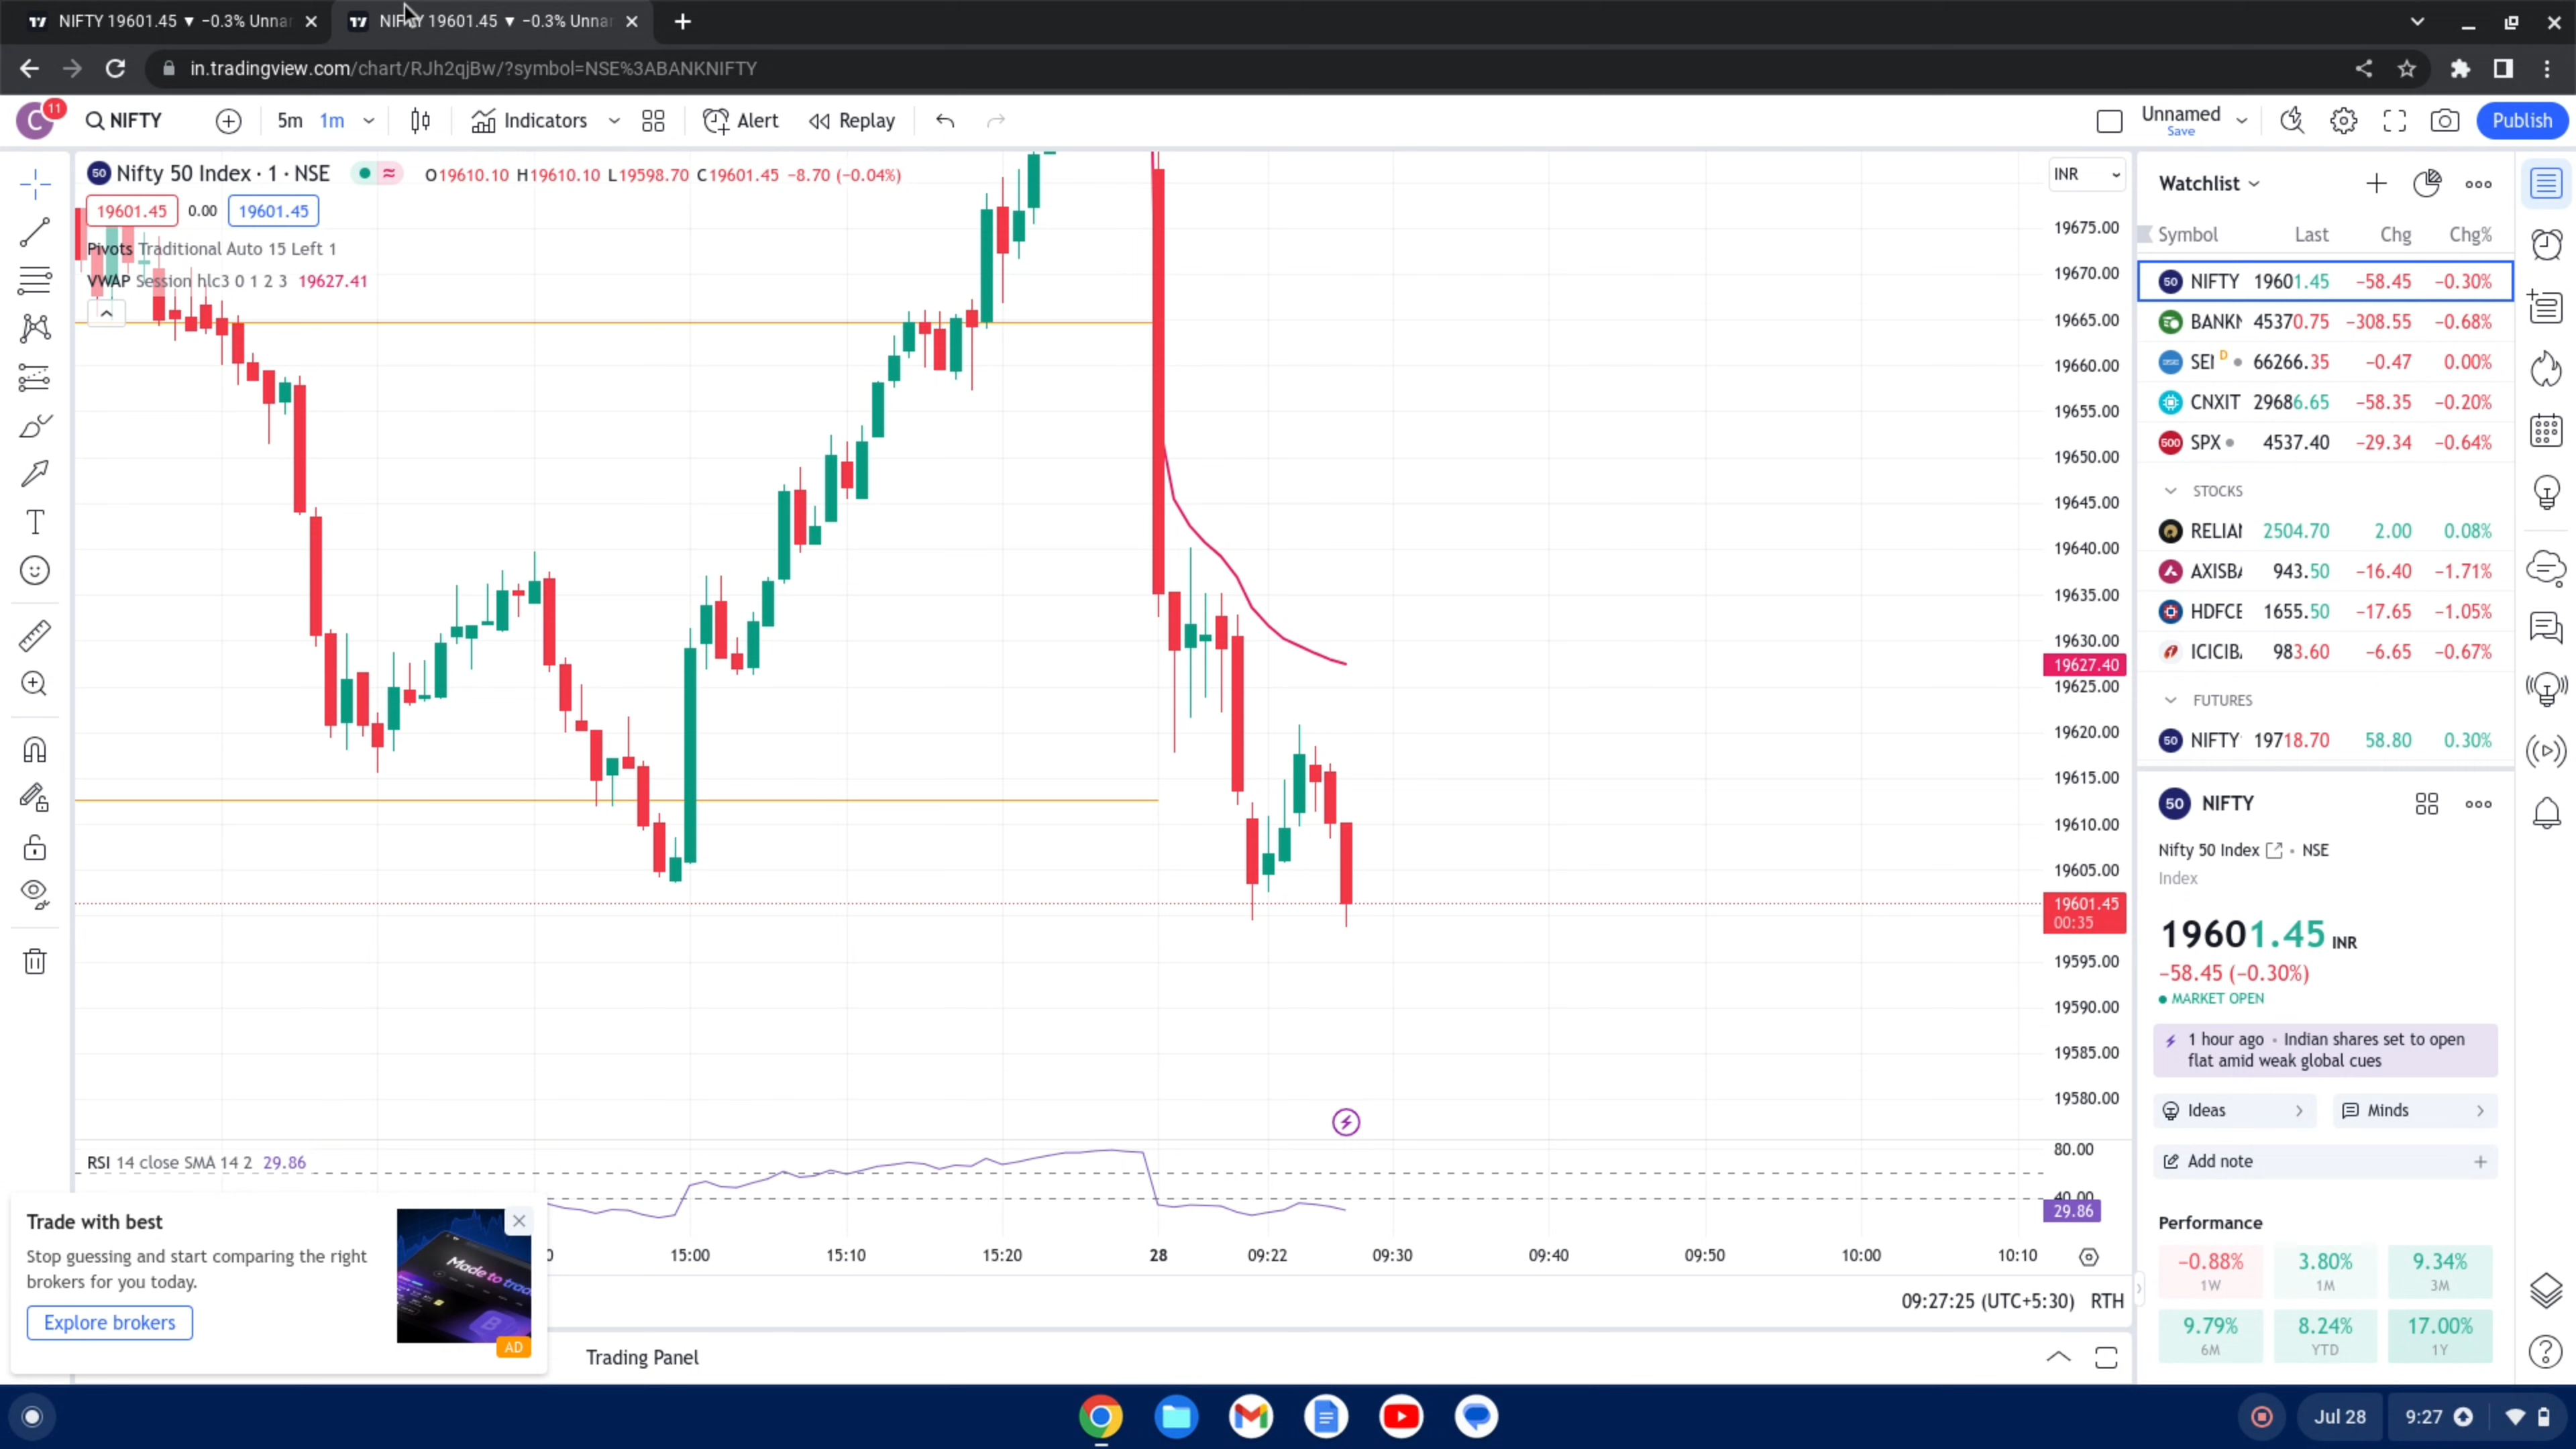 NIFTY 19601.45 ▼ −0.3% Unnar
NIFTY 19601.45 ▼ −0.3% Unnar
in.tradingview.com/chart/RJh2qjBw/?symbol=NSE%3ABANKNIFTY
C 11
NIFTY 5m 1m Indicators Alert Replay
Unnamed
Save
Publish
50 Nifty 50 Index · 1 · NSE O19610.10 H19610.10 L19598.70 C19601.45 −8.70 (−0.04%)
19601.45 0.00 19601.45
Pivots Traditional Auto 15 Left 1
VWAP Session hlc3 0 1 2 3 19627.41
INR
19675.00
19670.00
19665.00
19660.00
19655.00
19650.00
19645.00
19640.00
19635.00
19630.00
19627.40
19625.00
19620.00
19615.00
19610.00
19605.00
19601.45
00:35
19595.00
19590.00
19585.00
19580.00
RSI 14 close SMA 14 2 29.86
80.00
40.00
29.86
15:00 15:10 15:20 28 09:22 09:30 09:40 09:50 10:00 10:10
09:27:25 (UTC+5:30) RTH
Trading Panel
Trade with best
Stop guessing and start comparing the right
brokers for you today.
Explore brokers
Made to trad
AD
Watchlist
Symbol Last Chg Chg%
50 NIFTY 19601.45 −58.45 −0.30%
BANKN 45370.75 −308.55 −0.68%
SEI D 66266.35 −0.47 0.00%
CNXIT 29686.65 −58.35 −0.20%
500 SPX 4537.40 −29.34 −0.64%
STOCKS
RELIAN 2504.70 2.00 0.08%
AXISBA 943.50 −16.40 −1.71%
HDFCB 1655.50 −17.65 −1.05%
ICICIB 983.60 −6.65 −0.67%
FUTURES
50 NIFTY 19718.70 58.80 0.30%
50 NIFTY
Nifty 50 Index • NSE
Index
19601.45 INR
−58.45 (−0.30%)
MARKET OPEN
1 hour ago • Indian shares set to open
flat amid weak global cues
Ideas
Minds
Add note
Performance
−0.88% 3.80% 9.34%
1W 1M 3M
9.79% 8.24% 17.00%
6M YTD 1Y
Jul 28 9:27